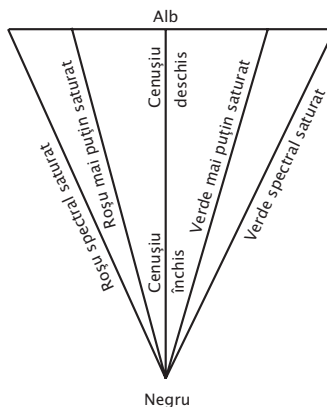 Alb
Roşu spectral saturat
Roşu mai puţin saturat
Cenuşiu
deschis
Cenuşiu
închis
Verde mai puţin saturat
Verde spectral saturat
Negru